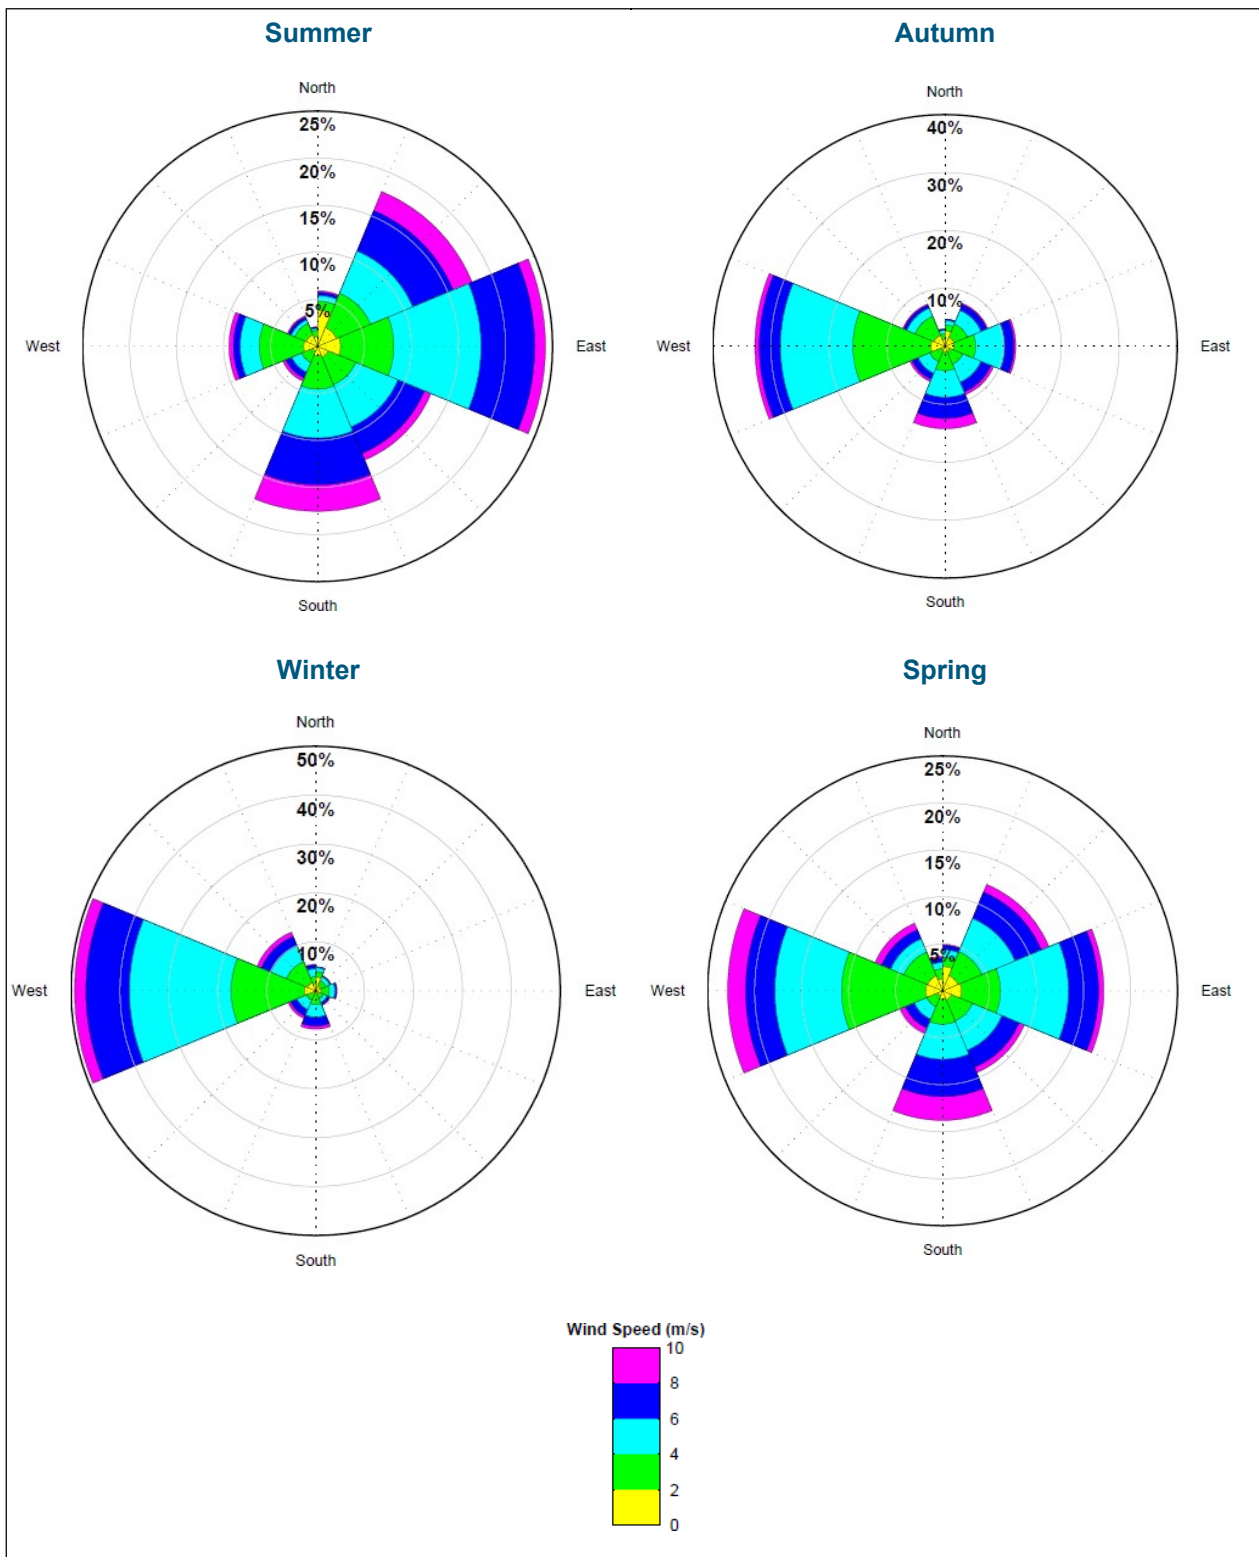 Summer
North
25%
20%
15%
10%
5%
West
East
South
Autumn
North
40%
30%
20%
10%
West
East
South
Winter
North
50%
40%
30%
20%
10%
West
East
South
Spring
North
25%
20%
15%
10%
5%
West
East
South
Wind Speed (m/s)
10
8
6
4
2
0